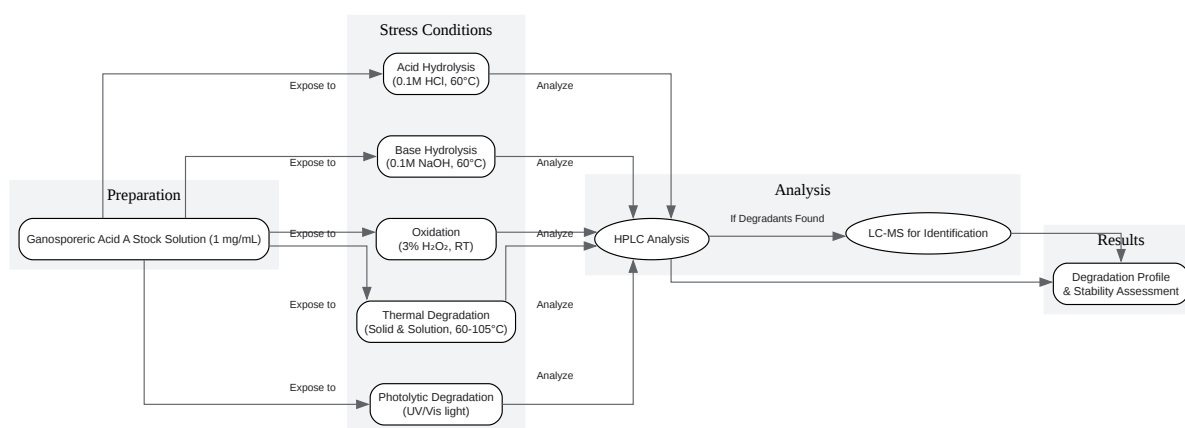 Stress Conditions
Acid Hydrolysis
(0.1M HCl, 60°C)
Expose to
Analyze
Base Hydrolysis
(0.1M NaOH, 60°C)
Expose to
Analyze
Preparation
Analysis
Ganosporeric Acid A Stock Solution (1 mg/mL)
Expose to
Oxidation
(3% H₂O₂, RT)
Analyze
HPLC Analysis
If Degradants Found
LC-MS for Identification
Results
Degradation Profile
& Stability Assessment
Expose to
Thermal Degradation
(Solid & Solution, 60-105°C)
Analyze
Expose to
Photolytic Degradation
(UV/Vis light)
Analyze